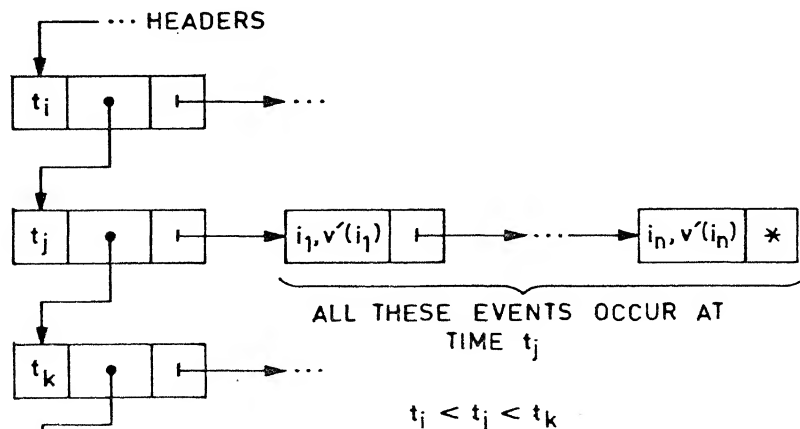 ··· HEADERS
t_i ···
t_j i_1, v′(i_1) ··· i_n, v′(i_n) *
ALL THESE EVENTS OCCUR AT
TIME t_j
t_k ···
t_i < t_j < t_k